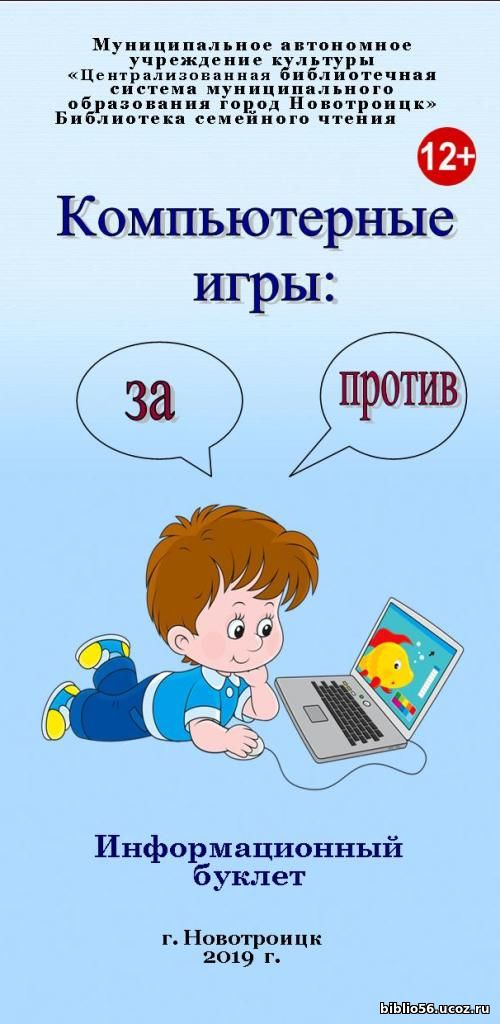 Муниципальное автономное
учреждение культуры
«Централизованная библиотечная
система муниципального
образования город Новотроицк»
Библиотека семейного чтения
12+
Компьютерные
игры:
за
против
Информационный
буклет
г. Новотроицк
2019 г.
biblio56.ucoz.ru